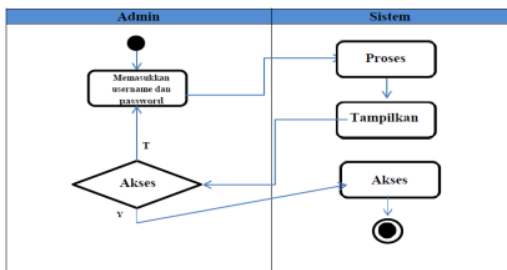 Admin
Sistem
Memasukkan
username dan
password
Proses
Tampilkan
T
Akses
Akses
Y